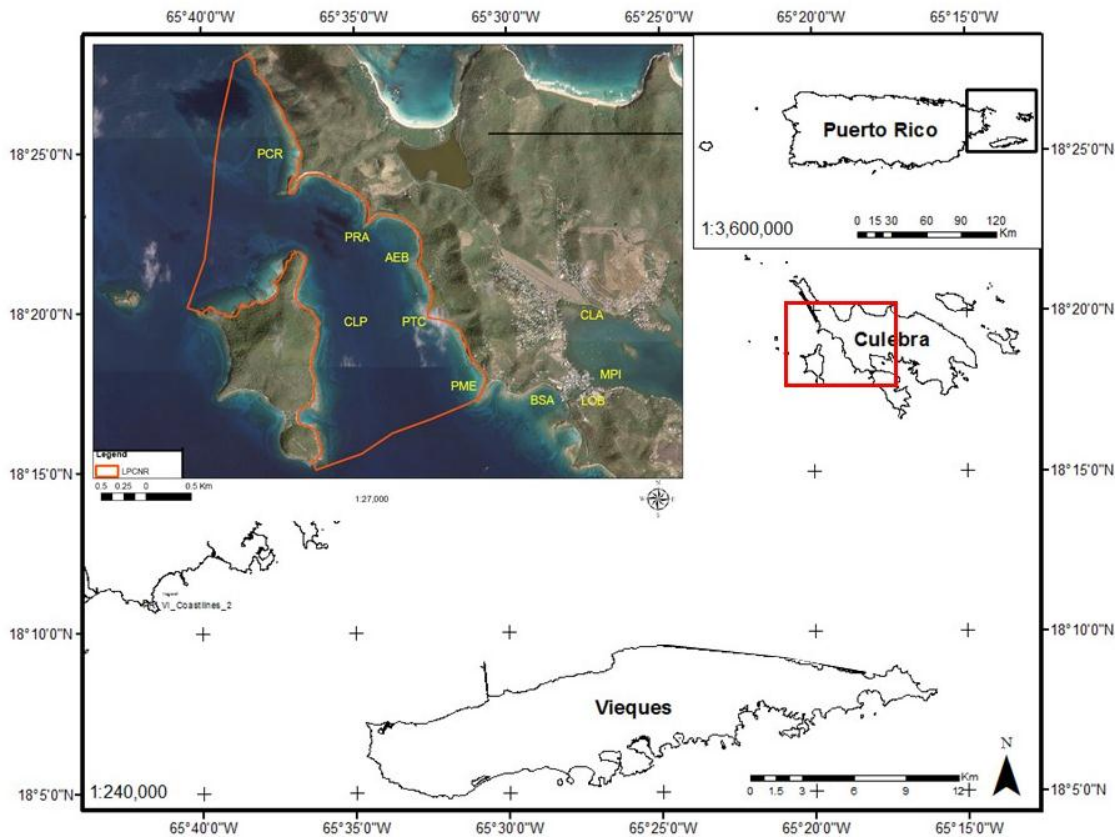 65°40'0"W 65°35'0"W 65°30'0"W 65°25'0"W 65°20'0"W 65°15'0"W
18°25'0"N
18°20'0"N
18°15'0"N
18°10'0"N
18°5'0"N
PCR
PRA
AEB
CLP
PTC
PME
CLA
MPI
BSA
LOB
Legend
LPCNR
0.5 0.25 0 0.5 Km
1:27,000
N
Puerto Rico
1:3,600,000
0 15 30 60 90 120
Km
18°25'0"N
18°20'0"N
18°15'0"N
18°10'0"N
18°5'0"N
Culebra
VI_Coastlines_2
Vieques
N
1:240,000
Km
0 1.5 3 6 9 12
65°40'0"W 65°35'0"W 65°30'0"W 65°25'0"W 65°20'0"W 65°15'0"W